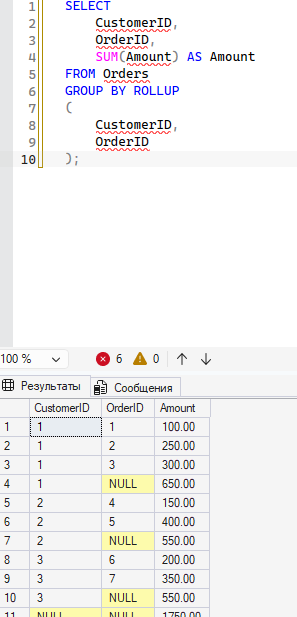 1 SELECT
2 CustomerID,
3 OrderID,
4 SUM(Amount) AS Amount
5 FROM Orders
6 GROUP BY ROLLUP
7 (
8 CustomerID,
9 OrderID
10 );
100 % 6 0
Результаты Сообщения
CustomerID OrderID Amount
1 1 1 100.00
2 1 2 250.00
3 1 3 300.00
4 1 NULL 650.00
5 2 4 150.00
6 2 5 400.00
7 2 NULL 550.00
8 3 6 200.00
9 3 7 350.00
10 3 NULL 550.00
11 NULL NULL 1750.00